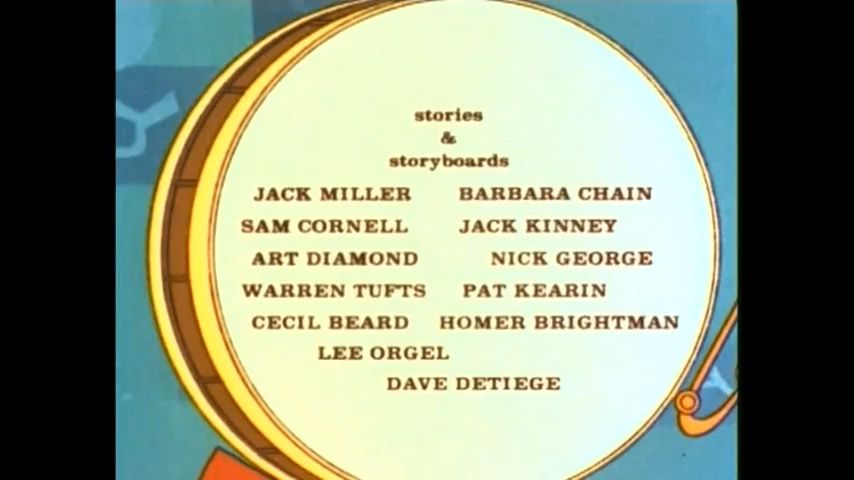 stories
&
storyboards
JACK MILLER BARBARA CHAIN
SAM CORNELL JACK KINNEY
ART DIAMOND NICK GEORGE
WARREN TUFTS PAT KEARIN
CECIL BEARD HOMER BRIGHTMAN
LEE ORGEL
DAVE DETIEGE